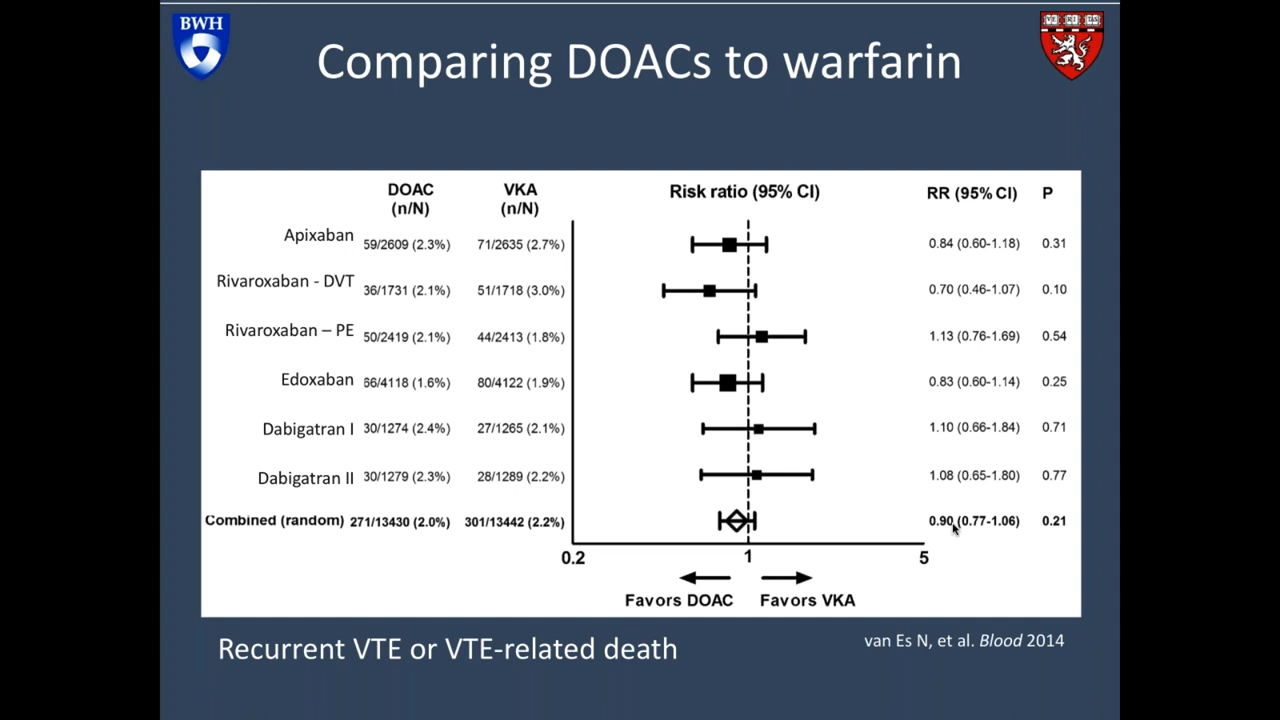 BWH
VE RI TAS
Comparing DOACs to warfarin
DOAC (n/N) VKA (n/N) Risk ratio (95% CI) RR (95% CI) P
Apixaban 59/2609 (2.3%) 71/2635 (2.7%) 0.84 (0.60-1.18) 0.31
Rivaroxaban - DVT 36/1731 (2.1%) 51/1718 (3.0%) 0.70 (0.46-1.07) 0.10
Rivaroxaban – PE 50/2419 (2.1%) 44/2413 (1.8%) 1.13 (0.76-1.69) 0.54
Edoxaban 66/4118 (1.6%) 80/4122 (1.9%) 0.83 (0.60-1.14) 0.25
Dabigatran I 30/1274 (2.4%) 27/1265 (2.1%) 1.10 (0.66-1.84) 0.71
Dabigatran II 30/1279 (2.3%) 28/1289 (2.2%) 1.08 (0.65-1.80) 0.77
Combined (random) 271/13430 (2.0%) 301/13442 (2.2%) 0.90 (0.77-1.06) 0.21
0.2 1 5
Favors DOAC Favors VKA
Recurrent VTE or VTE-related death
van Es N, et al. Blood 2014